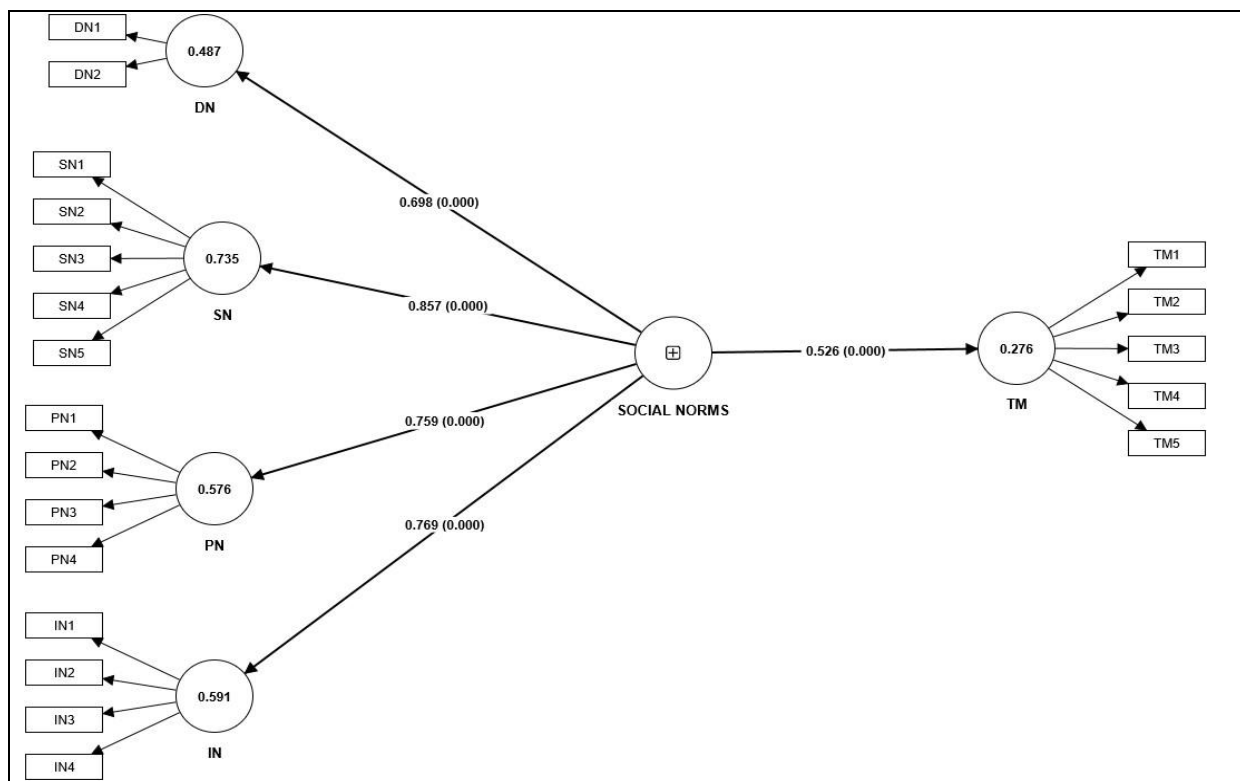 DN1
DN2
0.487
DN
SN1
SN2
SN3
SN4
SN5
0.735
SN
PN1
PN2
PN3
PN4
0.576
PN
IN1
IN2
IN3
IN4
0.591
IN
0.698 (0.000)
0.857 (0.000)
0.759 (0.000)
0.769 (0.000)
SOCIAL NORMS
0.526 (0.000)
0.276
TM
TM1
TM2
TM3
TM4
TM5